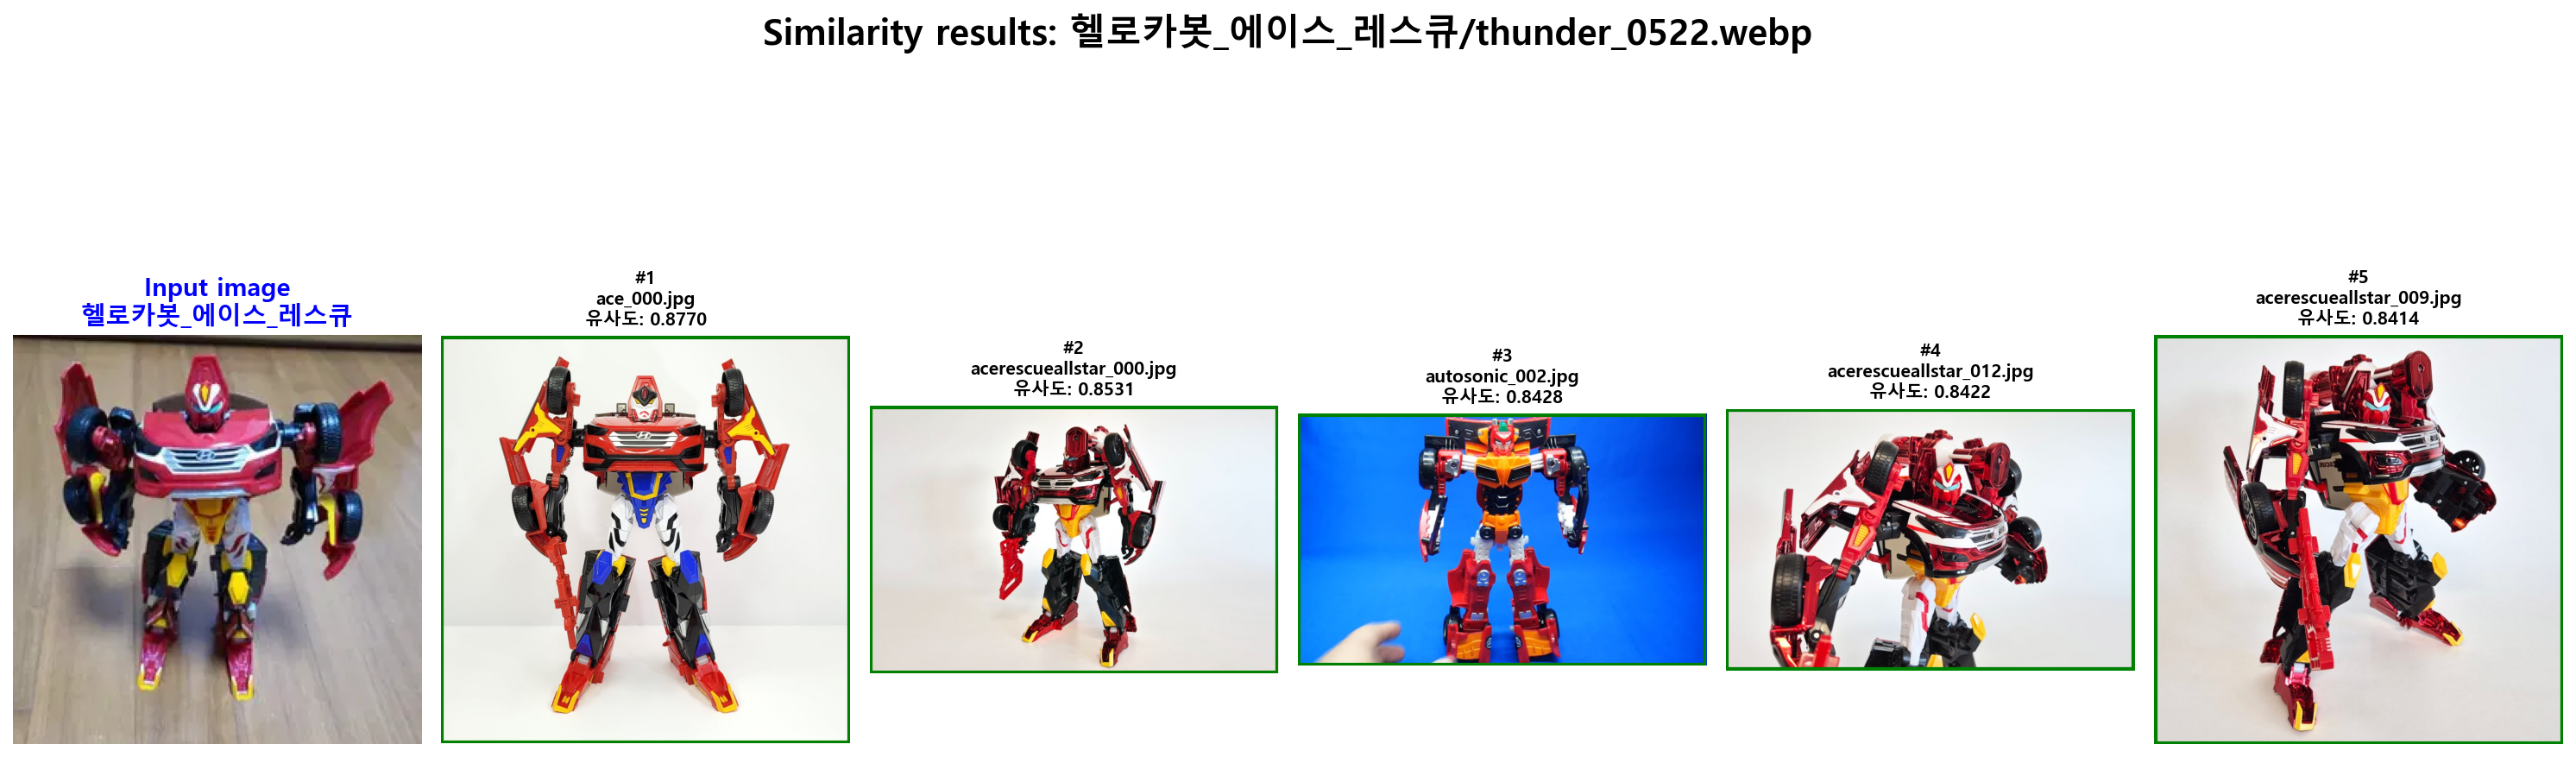 Similarity results: 헬로카봇_에이스_레스큐/thunder_0522.webp
Input image
헬로카봇_에이스_레스큐
#1
ace_000.jpg
유사도: 0.8770
#2
acerescueallstar_000.jpg
유사도: 0.8531
#3
autosonic_002.jpg
유사도: 0.8428
#4
acerescueallstar_012.jpg
유사도: 0.8422
#5
acerescueallstar_009.jpg
유사도: 0.8414